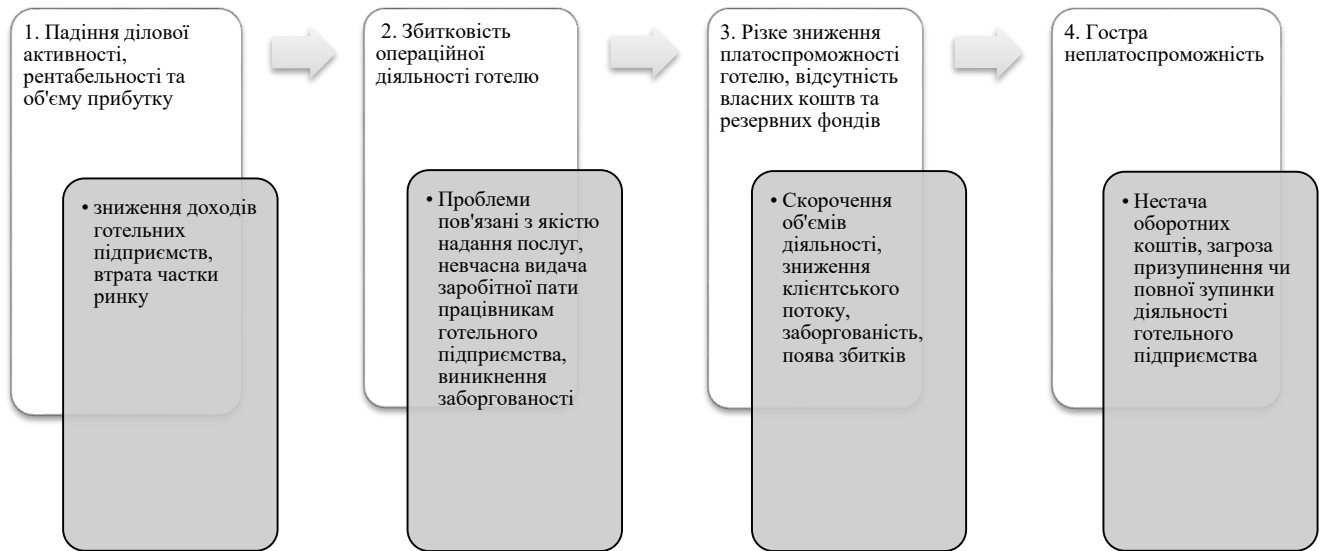 1. Падіння ділової
активності,
рентабельності та
об'єму прибутку
• зниження доходів
готельних
підприємств,
втрата частки
ринку
2. Збитковість
операційної
діяльності готелю
• Проблеми
пов'язані з якістю
надання послуг,
невчасна видача
заробітної пати
працівникам
готельного
підприємства,
виникнення
заборгованості
3. Різке зниження
платоспроможності
готелю, відсутність
власних коштв та
резервних фондів
• Скорочення
об'ємів
діяльності,
зниження
клієнтського
потоку,
заборгованість,
поява збитків
4. Гостра
неплатоспроможність
• Нестача
оборотних
коштів, загроза
призупинення чи
повної зупинки
діяльності
готельного
підприємства